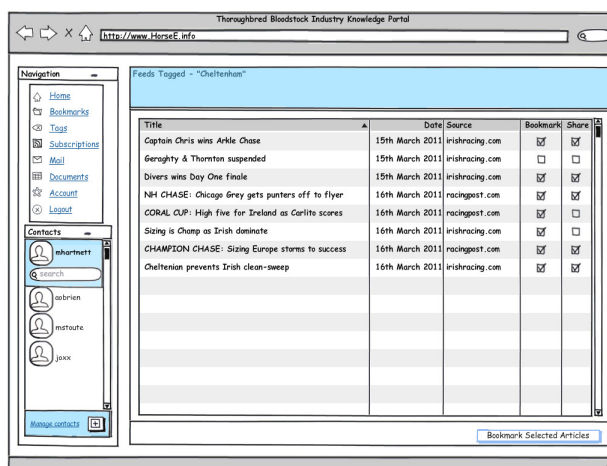 Thoroughbred Bloodstock Industry Knowledge Portal
http://www.HorseE.info
Navigation
Home
Bookmarks
Tags
Subscriptions
Mail
Documents
Account
Logout
Contacts
mhartnett
search
aobrien
mstoute
joxx
Manage contacts
Feeds Tagged - "Cheltenham"
Title Date Source Bookmark Share
Captain Chris wins Arkle Chase 15th March 2011 irishracing.com
Geraghty & Thornton suspended 15th March 2011 irishracing.com
Divers wins Day One finale 15th March 2011 irishracing.com
NH CHASE: Chicago Grey gets punters off to flyer 16th March 2011 racingpost.com
CORAL CUP: High five for Ireland as Carlito scores 16th March 2011 racingpost.com
Sizing is Champ as Irish dominate 16th March 2011 irishracing.com
CHAMPION CHASE: Sizing Europe storms to success 16th March 2011 racingpost.com
Cheltenian prevents Irish clean-sweep 16th March 2011 irishracing.com
Bookmark Selected Articles